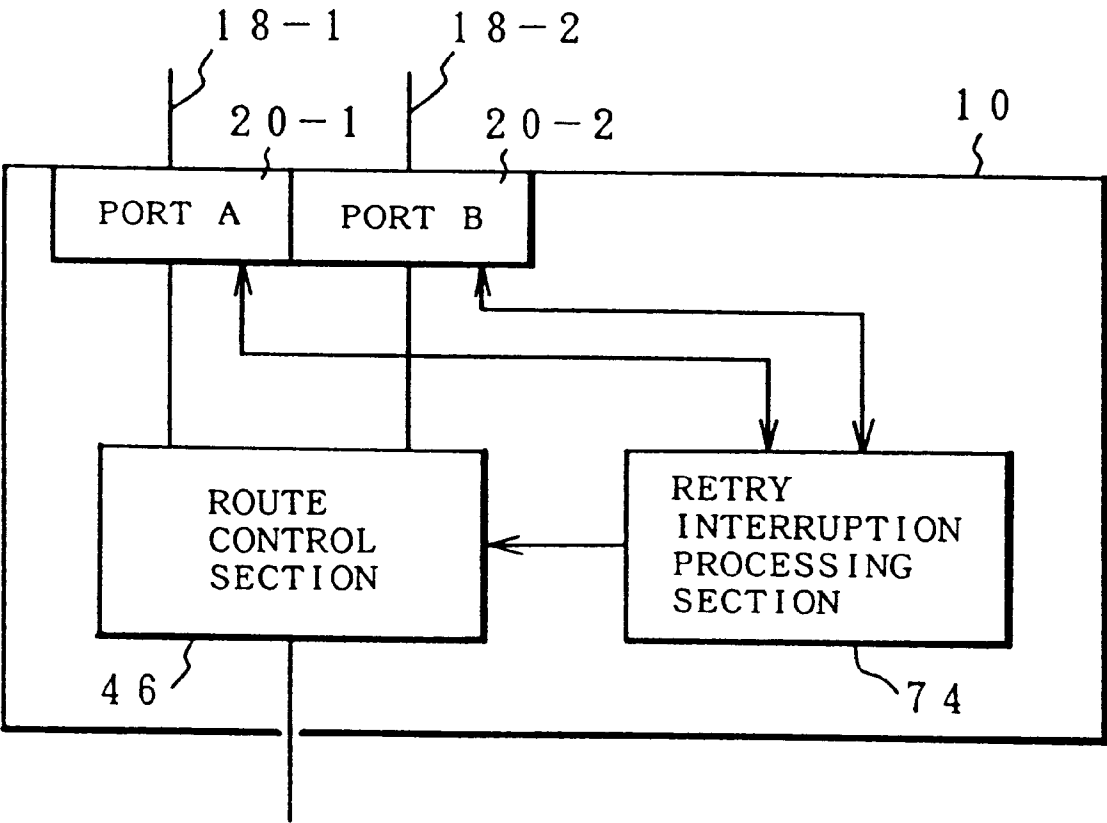 18-1
18-2
20-1
20-2
10
PORT A
PORT B
ROUTE
CONTROL
SECTION
RETRY
INTERRUPTION
PROCESSING
SECTION
46
74